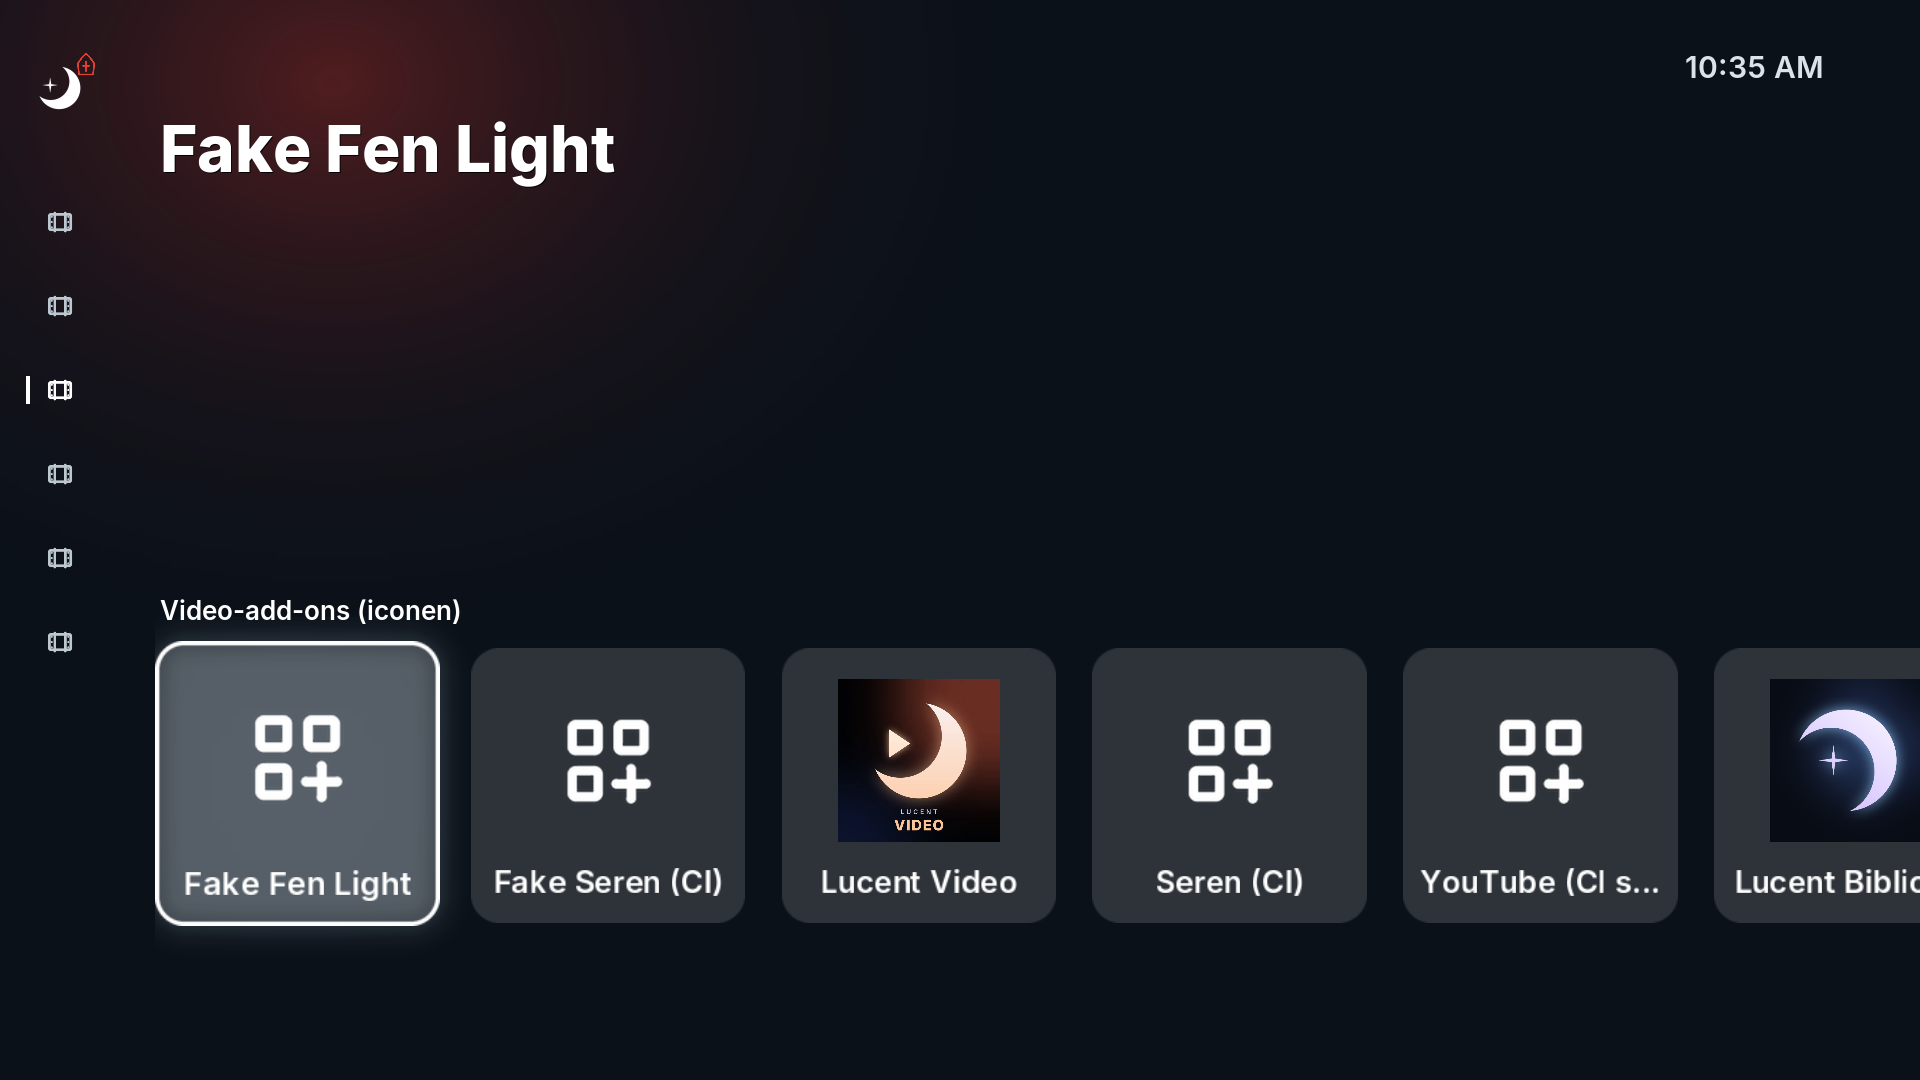 10:35 AM
Fake Fen Light
Video-add-ons (iconen)
Fake Fen Light
Fake Seren (CI)
LUCENT
VIDEO
Lucent Video
Seren (CI)
YouTube (CI s...
Lucent Biblio